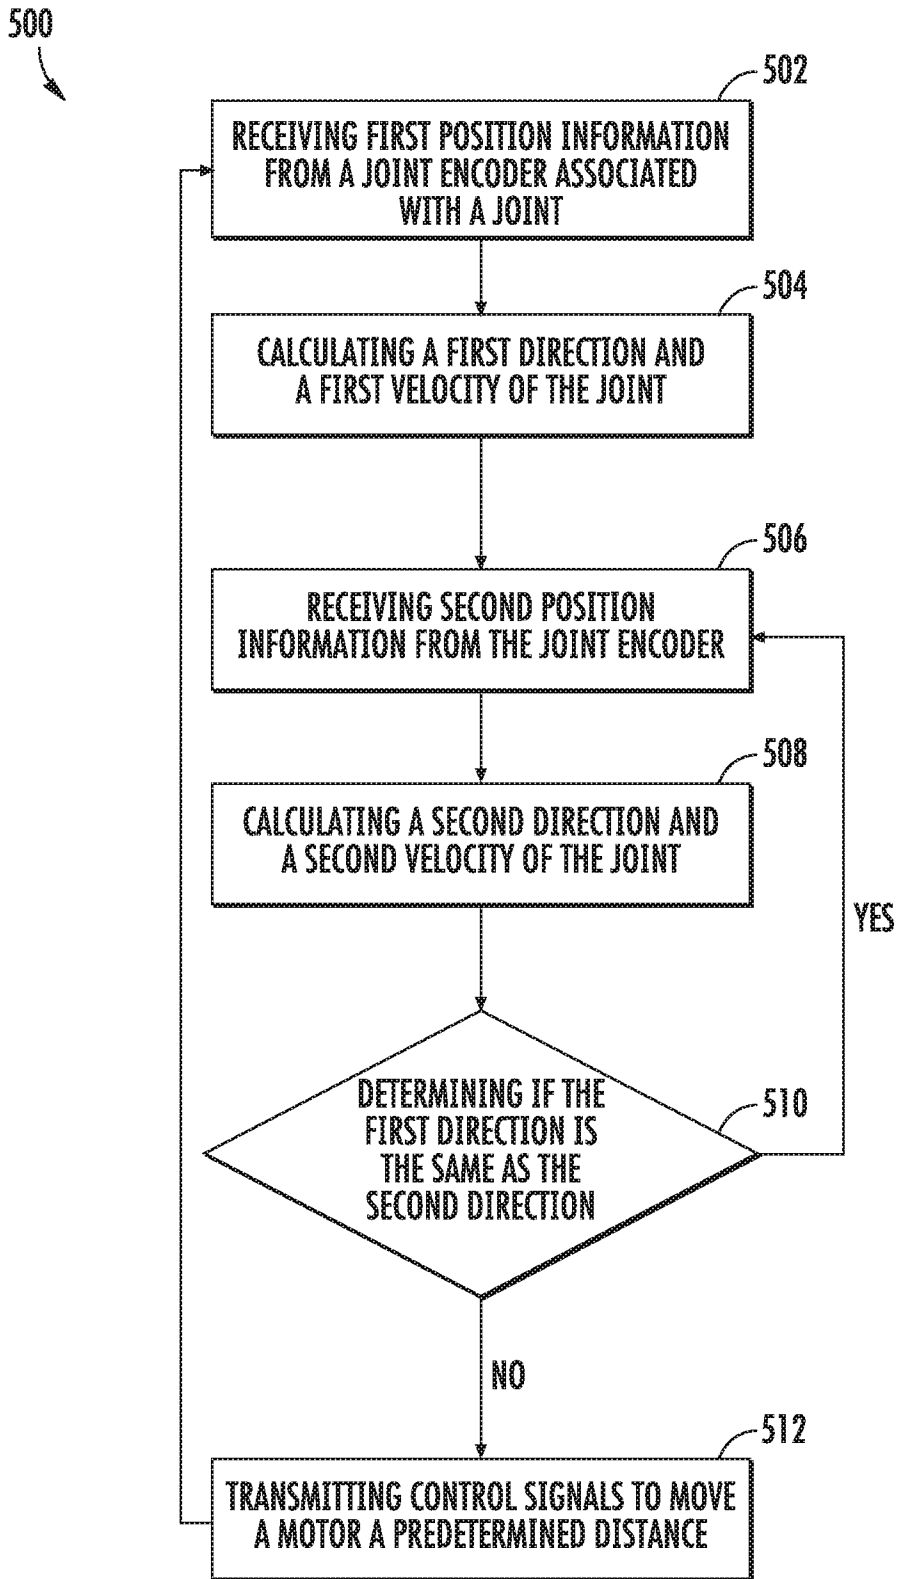 500
502
RECEIVING FIRST POSITION INFORMATION
FROM A JOINT ENCODER ASSOCIATED
WITH A JOINT
504
CALCULATING A FIRST DIRECTION AND
A FIRST VELOCITY OF THE JOINT
506
RECEIVING SECOND POSITION
INFORMATION FROM THE JOINT ENCODER
508
CALCULATING A SECOND DIRECTION AND
A SECOND VELOCITY OF THE JOINT
YES
510
DETERMINING IF THE
FIRST DIRECTION IS
THE SAME AS THE
SECOND DIRECTION
NO
512
TRANSMITTING CONTROL SIGNALS TO MOVE
A MOTOR A PREDETERMINED DISTANCE